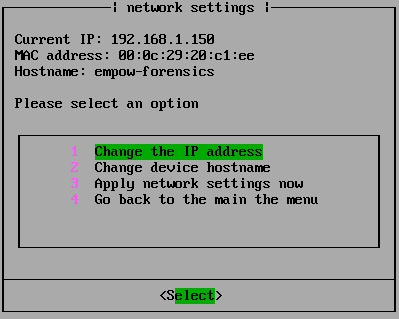 network settings
Current IP: 192.168.1.150
MAC address: 00:0c:29:20:c1:ee
Hostname: empow-forensics
Please select an option
1 Change the IP address
2 Change device hostname
3 Apply network settings now
4 Go back to the main the menu
<Select>